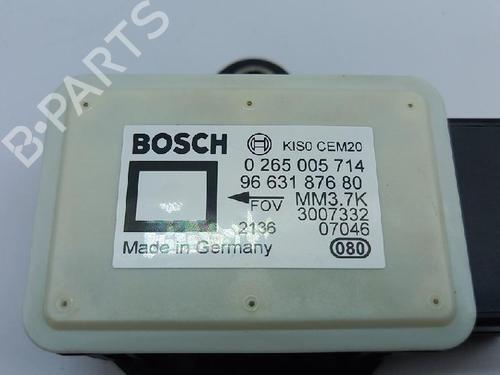 B-PARTS
BOSCH KIS0 CEM20
0 265 005 714
96 631 876 80
FOV MM3.7K
3007332
2136 07046
Made in Germany 080